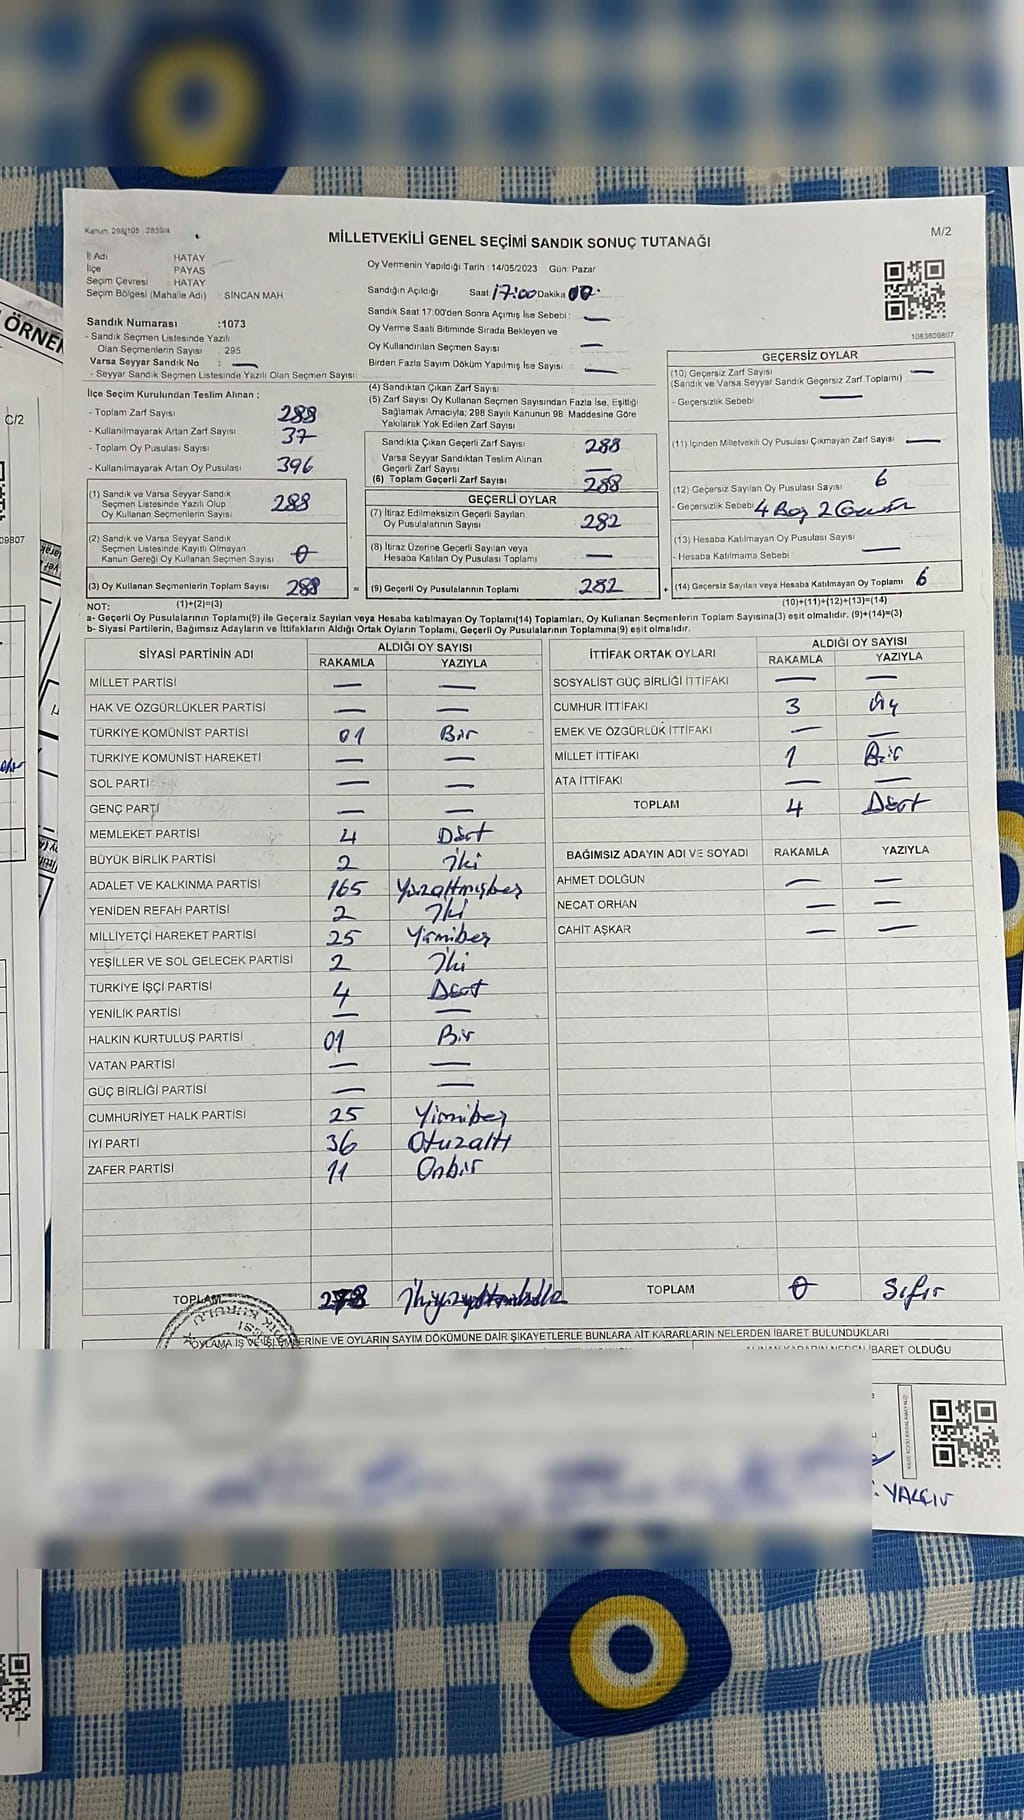 Kanun: 298/105 - 2839/4
MİLLETVEKİLİ GENEL SEÇİMİ SANDIK SONUÇ TUTANAĞI
M/2
İl Adı : HATAY
İlçe : PAYAS
Seçim Çevresi : HATAY
Seçim Bölgesi (Mahalle Adı) : SİNCAN MAH
Oy Vermenin Yapıldığı Tarih : 14/05/2023 Gün: Pazar
Sandığın Açıldığı Saat 17:00 Dakika 00
Sandık Saat 17:00'den Sonra Açılmış İse Sebebi : —
Oy Verme Saati Bitiminde Sırada Bekleyen ve
Oy Kullandırılan Seçmen Sayısı : —
Birden Fazla Sayım Döküm Yapılmış İse Sayısı : —
1083809807
Sandık Numarası :1073
- Sandık Seçmen Listesinde Yazılı
Olan Seçmenlerin Sayısı : 295
Varsa Seyyar Sandık No : —
- Seyyar Sandık Seçmen Listesinde Yazılı Olan Seçmen Sayısı:
İlçe Seçim Kurulundan Teslim Alınan ;
- Toplam Zarf Sayısı 288
- Kullanılmayarak Artan Zarf Sayısı 37
- Toplam Oy Pusulası Sayısı
- Kullanılmayarak Artan Oy Pusulası 396
(1) Sandık ve Varsa Seyyar Sandık
Seçmen Listesinde Yazılı Olup
Oy Kullanan Seçmenlerin Sayısı 288
(2) Sandık ve Varsa Seyyar Sandık
Seçmen Listesinde Kayıtlı Olmayan
Kanun Gereği Oy Kullanan Seçmen Sayısı 0
(3) Oy Kullanan Seçmenlerin Toplam Sayısı 288
(1)+(2)=(3)
(4) Sandıktan Çıkan Zarf Sayısı
(5) Zarf Sayısı Oy Kullanan Seçmen Sayısından Fazla İse, Eşitliği
Sağlamak Amacıyla; 298 Sayılı Kanunun 98 Maddesine Göre
Yakılarak Yok Edilen Zarf Sayısı
Sandıkla Çıkan Geçerli Zarf Sayısı 288
Varsa Seyyar Sandıktan Teslim Alınan
Geçerli Zarf Sayısı —
(6) Toplam Geçerli Zarf Sayısı 288
GEÇERLİ OYLAR
(7) İtiraz Edilmeksizin Geçerli Sayılan
Oy Pusulalarının Sayısı 282
(8) İtiraz Üzerine Geçerli Sayılan veya
Hesaba Katılan Oy Pusulası Toplamı —
= (9) Geçerli Oy Pusulalarının Toplamı 282
GEÇERSİZ OYLAR
(10) Geçersiz Zarf Sayısı —
(Sandık ve Varsa Seyyar Sandık Geçersiz Zarf Toplamı)
- Geçersizlik Sebebi : —
(11) İçinden Milletvekili Oy Pusulası Çıkmayan Zarf Sayısı —
(12) Geçersiz Sayılan Oy Pusulası Sayısı 6
- Geçersizlik Sebebi : 4 Boş 2
(13) Hesaba Katılmayan Oy Pusulası Sayısı
- Hesaba Katılmama Sebebi : —
+ (14) Geçersiz Sayılan veya Hesaba Katılmayan Oy Toplamı 6
(10)+(11)+(12)+(13)=(14)
NOT:
a- Geçerli Oy Pusulalarının Toplamı(9) ile Geçersiz Sayılan veya Hesaba katılmayan Oy Toplamı(14) Toplamları, Oy Kullanan Seçmenlerin Toplam Sayısına(3) eşit olmalıdır. (9)+(14)=(3)
b- Siyasi Partilerin, Bağımsız Adayların ve İttifakların Aldığı Ortak Oyların Toplamı, Geçerli Oy Pusulalarının Toplamına(9) eşit olmalıdır.
SİYASİ PARTİNİN ADI ALDIĞI OY SAYISI
RAKAMLA YAZIYLA
MİLLET PARTİSİ — —
HAK VE ÖZGÜRLÜKLER PARTİSİ — —
TÜRKİYE KOMÜNİST PARTİSİ 01 Bir
TÜRKİYE KOMÜNİST HAREKETİ — —
SOL PARTİ — —
GENÇ PARTİ — —
MEMLEKET PARTİSİ 4 Dört
BÜYÜK BİRLİK PARTİSİ 2 İki
ADALET VE KALKINMA PARTİSİ 165 Yüzaltmışbeş
YENİDEN REFAH PARTİSİ 2 İki
MİLLİYETÇİ HAREKET PARTİSİ 25 Yirmibeş
YEŞİLLER VE SOL GELECEK PARTİSİ 2 İki
TÜRKİYE İŞÇİ PARTİSİ 4 Dört
YENİLİK PARTİSİ — —
HALKIN KURTULUŞ PARTİSİ 01 Bir
VATAN PARTİSİ — —
GÜÇ BİRLİĞİ PARTİSİ — —
CUMHURİYET HALK PARTİSİ 25 Yirmibeş
İYİ PARTİ 36 Otuzaltı
ZAFER PARTİSİ 11 Onbir
TOPLAM 278
İTTİFAK ORTAK OYLARI ALDIĞI OY SAYISI
RAKAMLA YAZIYLA
SOSYALİST GÜÇ BİRLİĞİ İTTİFAKI — —
CUMHUR İTTİFAKI 3 Üç
EMEK VE ÖZGÜRLÜK İTTİFAKI — —
MİLLET İTTİFAKI 1 Bir
ATA İTTİFAKI — —
TOPLAM 4 Dört
BAĞIMSIZ ADAYIN ADI VE SOYADI RAKAMLA YAZIYLA
AHMET DOLGUN — —
NECAT ORHAN — —
CAHİT AŞKAR — —
TOPLAM 0 Sıfır
OYLAMA İŞ VE İŞLEMLERİNE VE OYLARIN SAYIM DÖKÜMÜNE DAİR ŞİKAYETLERLE BUNLARA AİT KARARLARIN NELERDEN İBARET BULUNDUKLARI
ALINAN KARARIN NEDEN İBARET OLDUĞU
YALÇIN
ÖRNE
C/2
09807